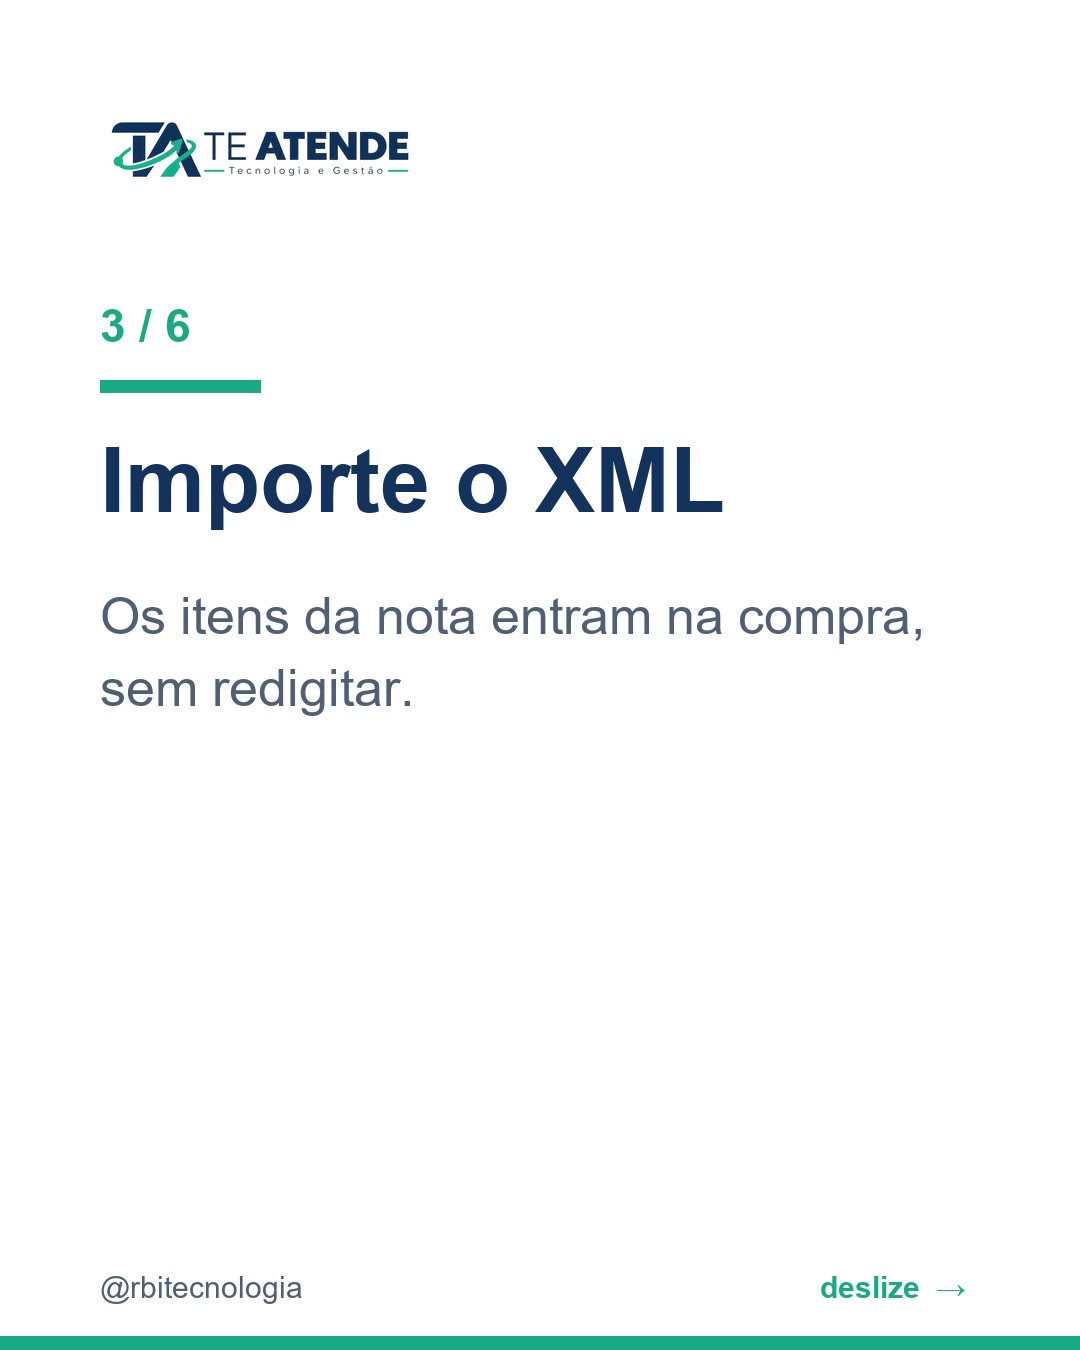 TA TE ATENDE
Tecnologia e Gestão
3 / 6
Importe o XML
Os itens da nota entram na compra,
sem redigitar.
@rbitecnologia
deslize →